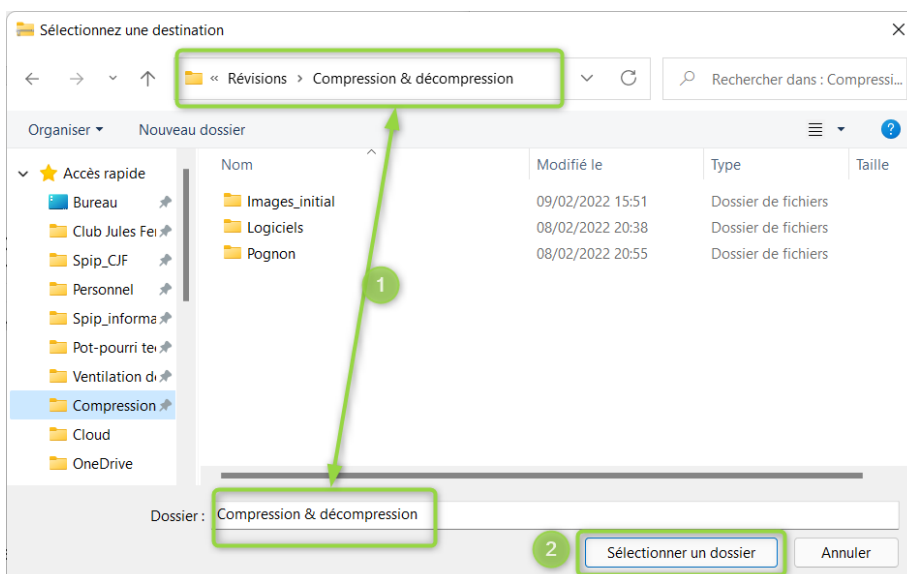 Sélectionnez une destination
« Révisions > Compression & décompression
Rechercher dans : Compressi...
Organiser
Nouveau dossier
Nom
Modifié le
Type
Taille
Accès rapide
Bureau
Club Jules Fe
Spip_CJF
Personnel
Spip_informa
Pot-pourri te
Ventilation d
Compression
Cloud
OneDrive
Images_initial 09/02/2022 15:51 Dossier de fichiers
Logiciels 08/02/2022 20:38 Dossier de fichiers
Pognon 08/02/2022 20:55 Dossier de fichiers
1
Dossier : Compression & décompression
2
Sélectionner un dossier
Annuler